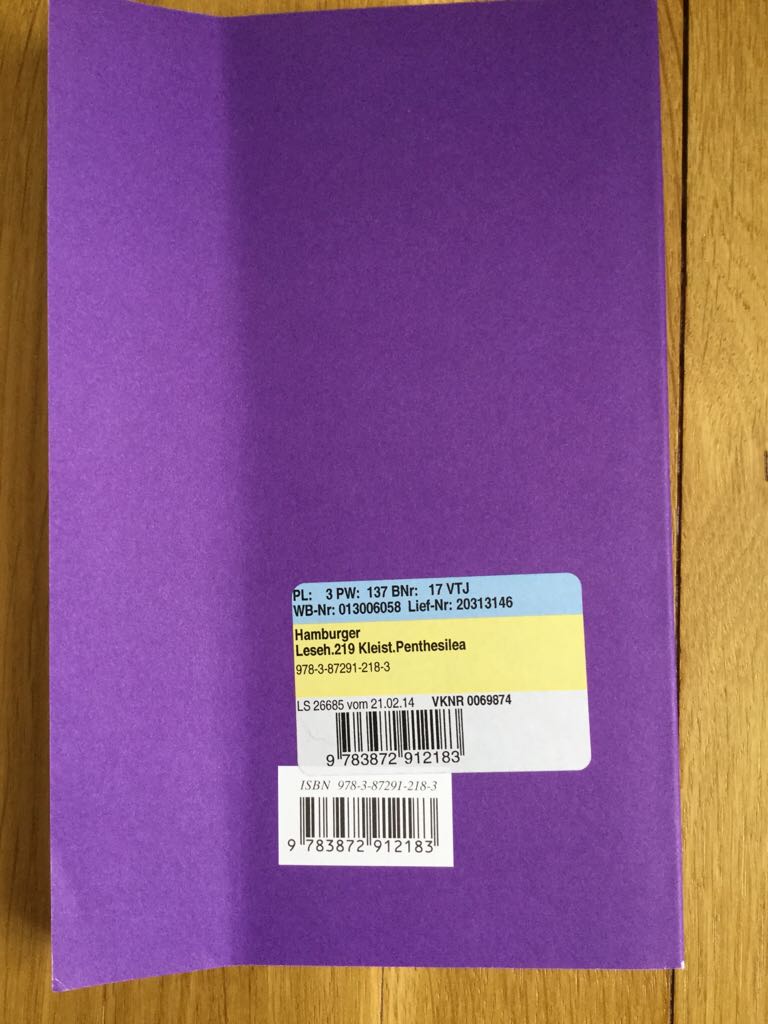 PL: 3 PW: 137 BNr: 17 VTJ
WB-Nr: 013006058 Lief-Nr: 20313146
Hamburger
Leseh.219 Kleist.Penthesilea
978-3-87291-218-3
LS 26685 vom 21.02.14 VKNR 0069874
9 783872 912183
ISBN 978-3-87291-218-3
9 783872 912183